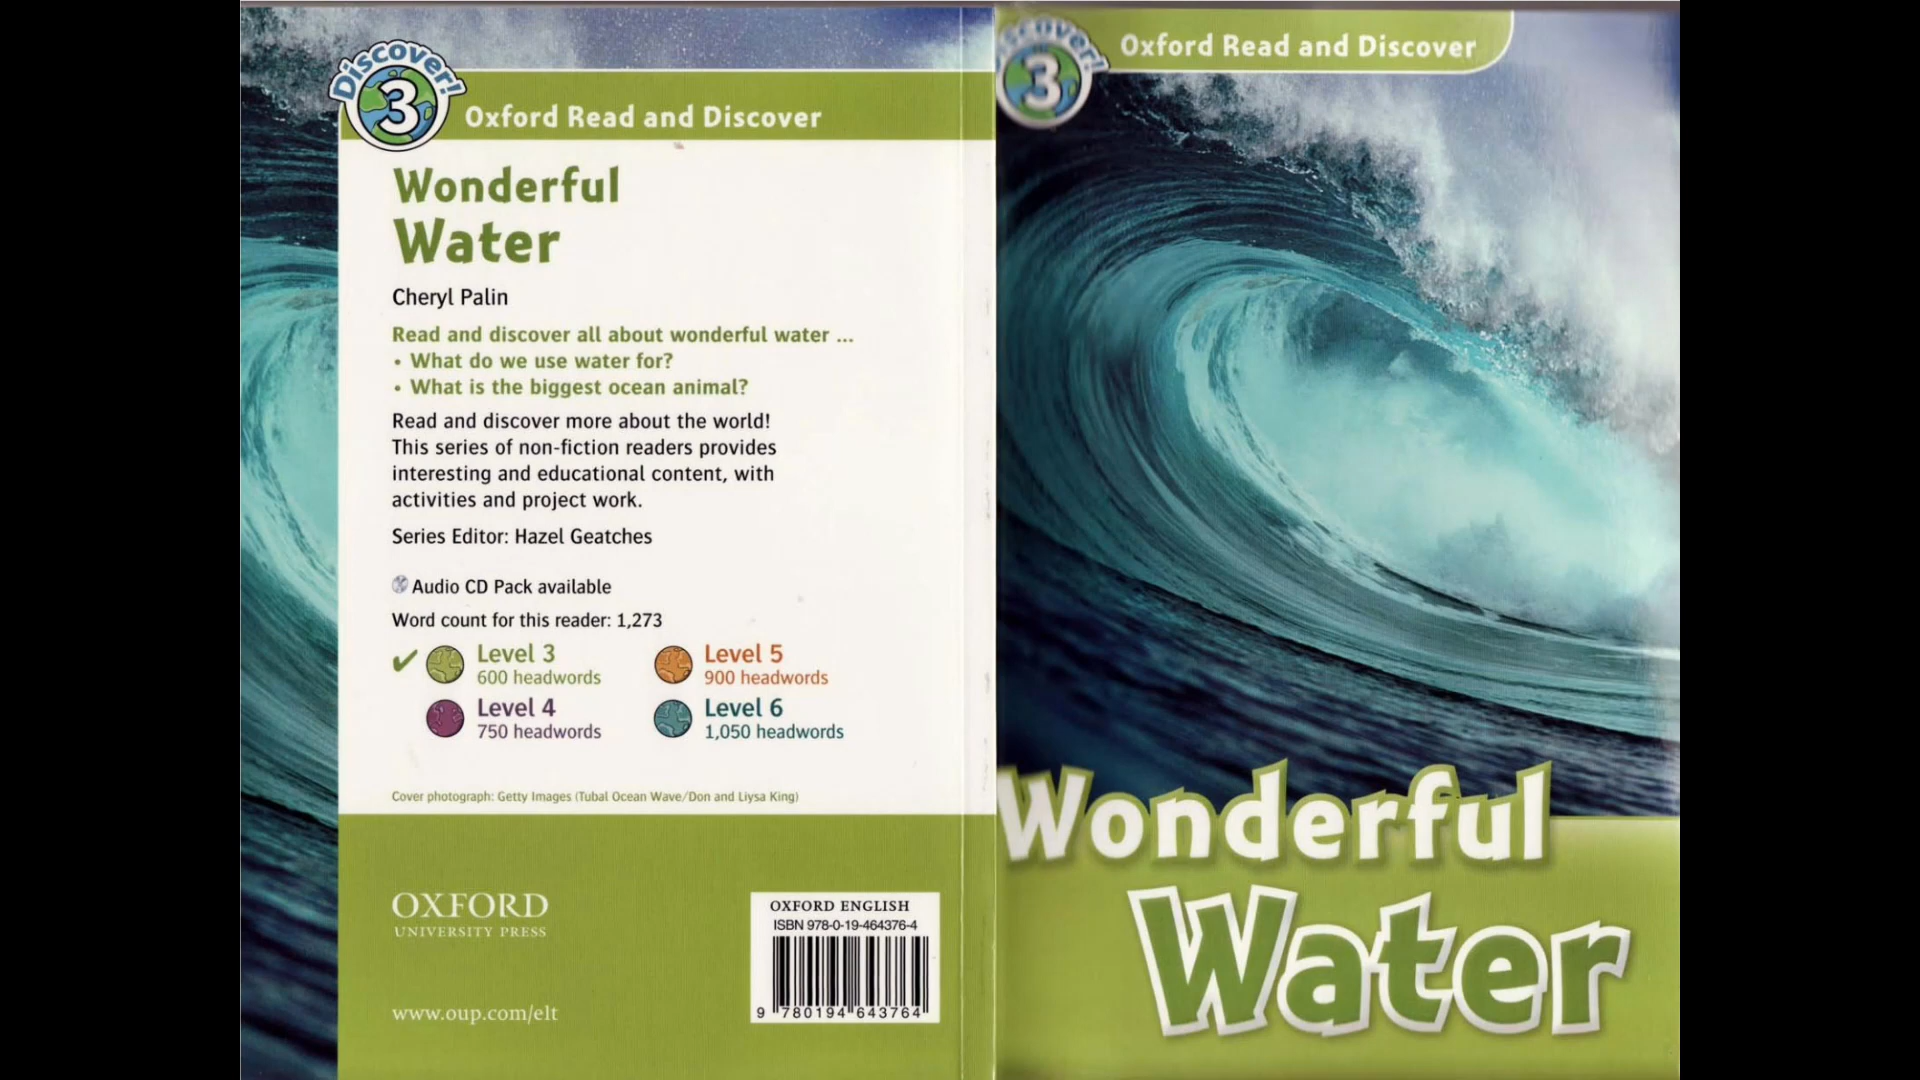 Discover!
3
Oxford Read and Discover
Wonderful
Water
Cheryl Palin
Read and discover all about wonderful water ...
• What do we use water for?
• What is the biggest ocean animal?
Read and discover more about the world!
This series of non-fiction readers provides
interesting and educational content, with
activities and project work.
Series Editor: Hazel Geatches
Audio CD Pack available
Word count for this reader: 1,273
✓ Level 3
600 headwords
Level 4
750 headwords
Level 5
900 headwords
Level 6
1,050 headwords
Cover photograph: Getty Images (Tubal Ocean Wave/Don and Liysa King)
OXFORD
UNIVERSITY PRESS
www.oup.com/elt
OXFORD ENGLISH
ISBN 978-0-19-464376-4
9 780194 643764
Discover!
3
Oxford Read and Discover
Wonderful
Water